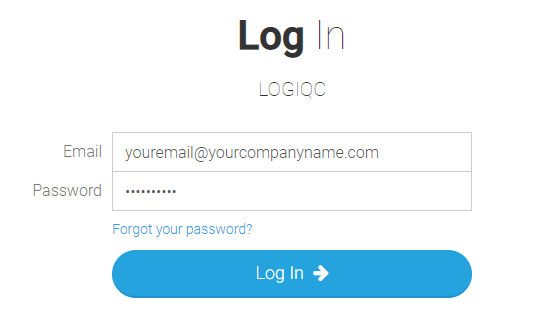 Log In
LOGIQC
Email youremail@yourcompanyname.com
Password ••••••••••
Forgot your password?
Log In